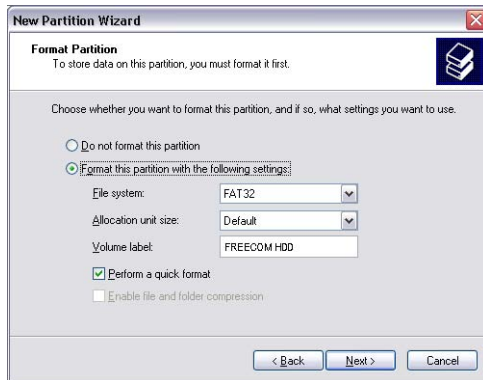 New Partition Wizard
Format Partition
To store data on this partition, you must format it first.
Choose whether you want to format this partition, and if so, what settings you want to use.
Do not format this partition
Format this partition with the following settings:
File system: FAT32
Allocation unit size: Default
Volume label: FREECOM HDD
Perform a quick format
Enable file and folder compression
< Back Next > Cancel